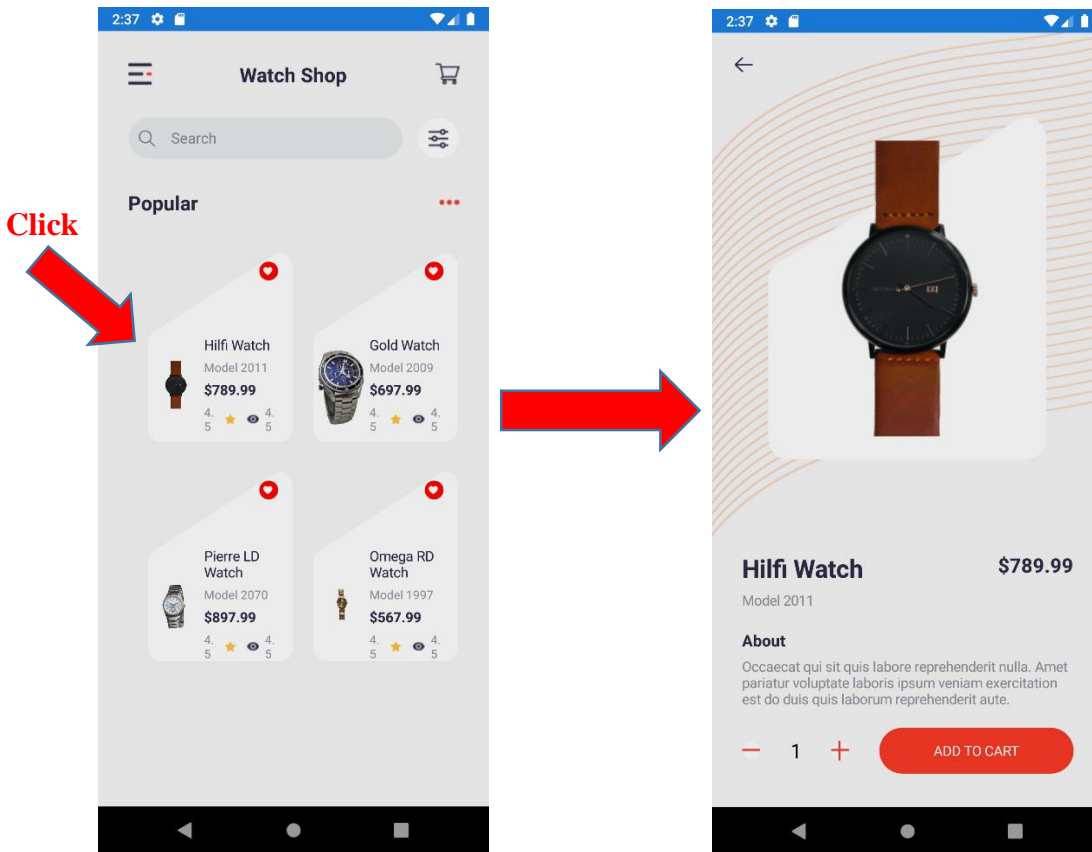 2:37
Watch Shop
Search
Popular
Click
Hilfi Watch
Model 2011
$789.99
4.
5
4.
5
Gold Watch
Model 2009
$697.99
4.
5
4.
5
Pierre LD
Watch
Model 2070
$897.99
4.
5
4.
5
Omega RD
Watch
Model 1997
$567.99
4.
5
4.
5
2:37
Hilfi Watch
$789.99
Model 2011
About
Occaecat qui sit quis labore reprehenderit nulla. Amet
pariatur voluptate laboris ipsum veniam exercitation
est do duis quis laborum reprehenderit aute.
1
ADD TO CART